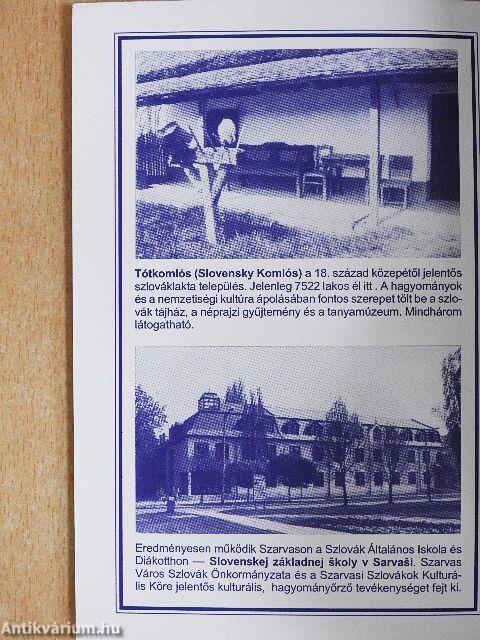 Tótkomlós (Slovensky Komlós) a 18. század közepétől jelentős
szlováklakta település. Jelenleg 7522 lakos él itt . A hagyományok
és a nemzetiségi kultúra ápolásában fontos szerepet tölt be a szlo-
vák tájház, a néprajzi gyűjtemény és a tanyamúzeum. Mindhárom
látogatható.
Eredményesen működik Szarvason a Szlovák Általános Iskola és
Diákotthon — Slovenskej základnej školy v Sarvaši. Szarvas
Város Szlovák Önkormányzata és a Szarvasi Szlovákok Kulturá-
lis Köre jelentős kulturális, hagyományőrző tevékenységet fejt ki.
Antikvárium.hu